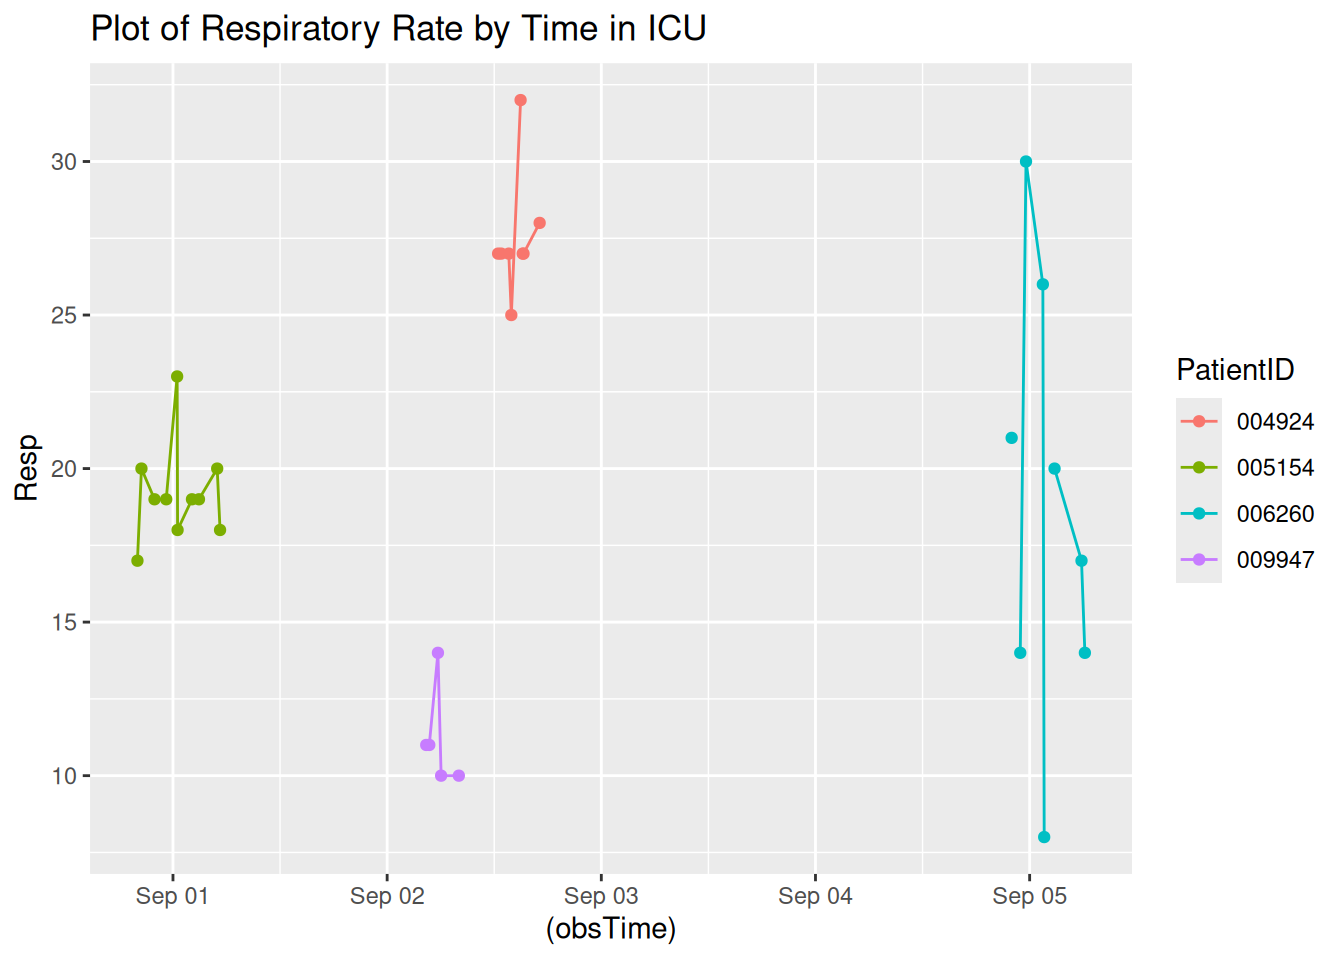 Plot of Respiratory Rate by Time in ICU
30
25
20
15
10
Resp
Sep 01
Sep 02
Sep 03
Sep 04
Sep 05
(obsTime)
PatientID
004924
005154
006260
009947